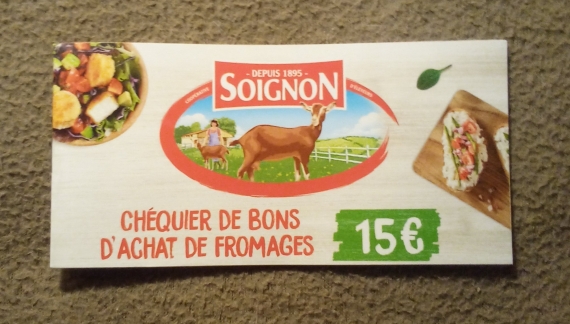 - DEPUIS 1895 -
SOIGNON
CHÉQUIER DE BONS
D'ACHAT DE FROMAGES
15€